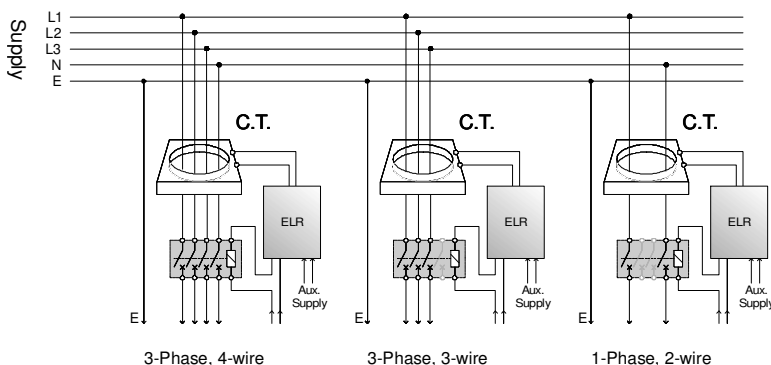 Supply
L1
L2
L3
N
E
C.T.
C.T.
C.T.
ELR
ELR
ELR
Aux.
Supply
Aux.
Supply
Aux.
Supply
E
E
E
3-Phase, 4-wire
3-Phase, 3-wire
1-Phase, 2-wire